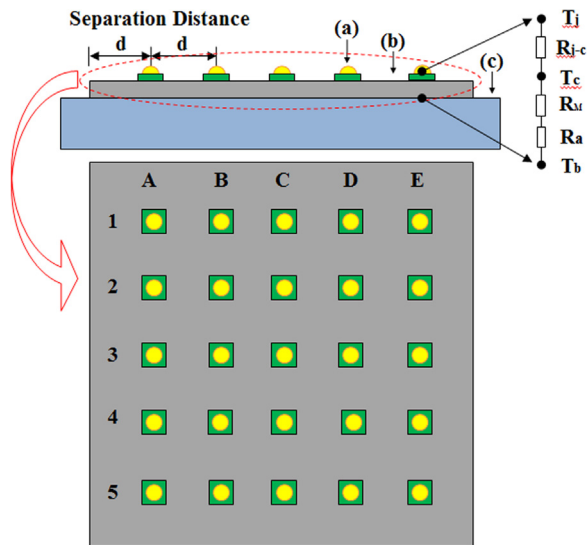 Separation Distance
d d (a) (b) (c)
Tj
Rj-c
Tc
RM
Ra
Tb
A B C D E
1
2
3
4
5